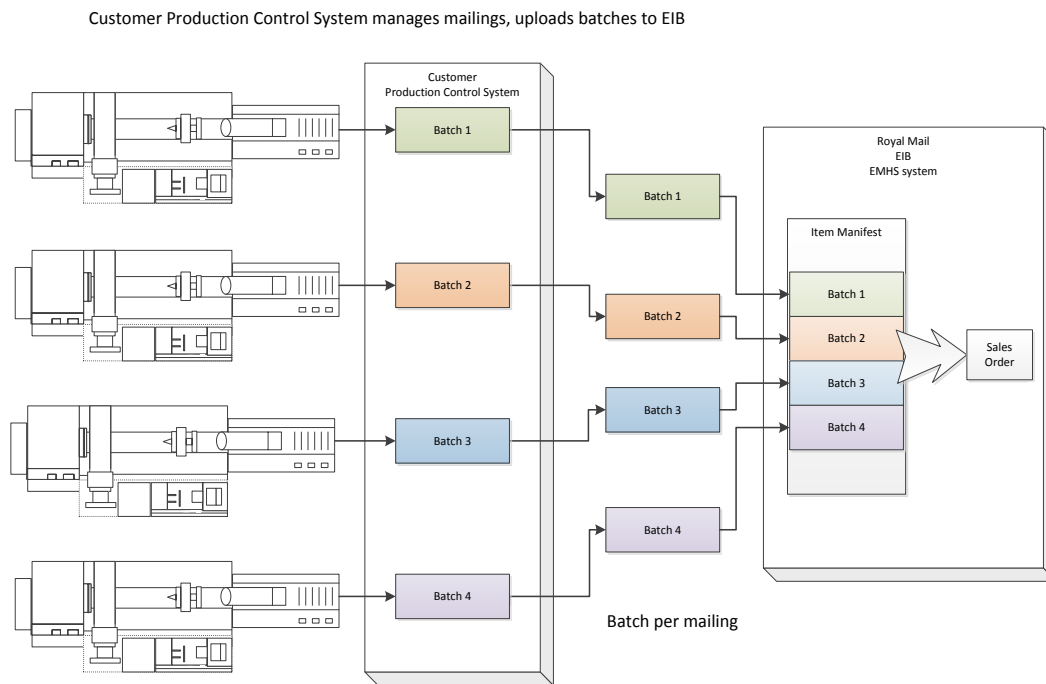 Customer Production Control System manages mailings, uploads batches to EIB
Customer
Production Control System
Batch 1
Batch 2
Batch 3
Batch 4
Batch 1
Batch 2
Batch 3
Batch 4
Batch per mailing
Royal Mail
EIB
EMHS system
Item Manifest
Batch 1
Batch 2
Batch 3
Batch 4
Sales
Order